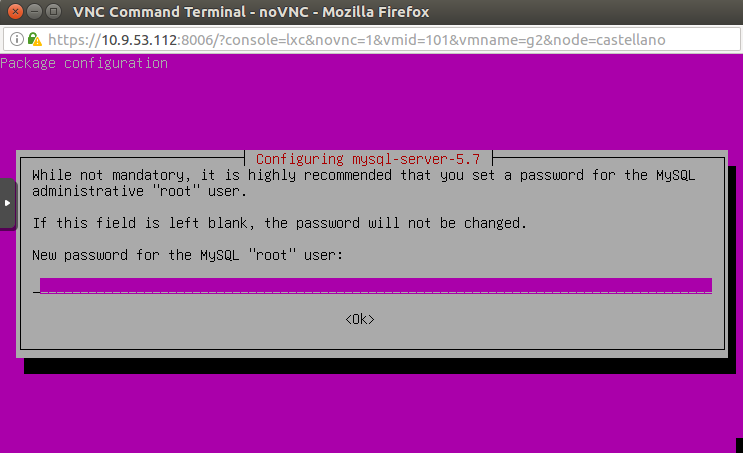 VNC Command Terminal - noVNC - Mozilla Firefox
https://10.9.53.112:8006/?console=lxc&novnc=1&vmid=101&vmname=g2&node=castellano
Package configuration
Configuring mysql-server-5.7
While not mandatory, it is highly recommended that you set a password for the MySQL
administrative "root" user.
If this field is left blank, the password will not be changed.
New password for the MySQL "root" user:
<Ok>